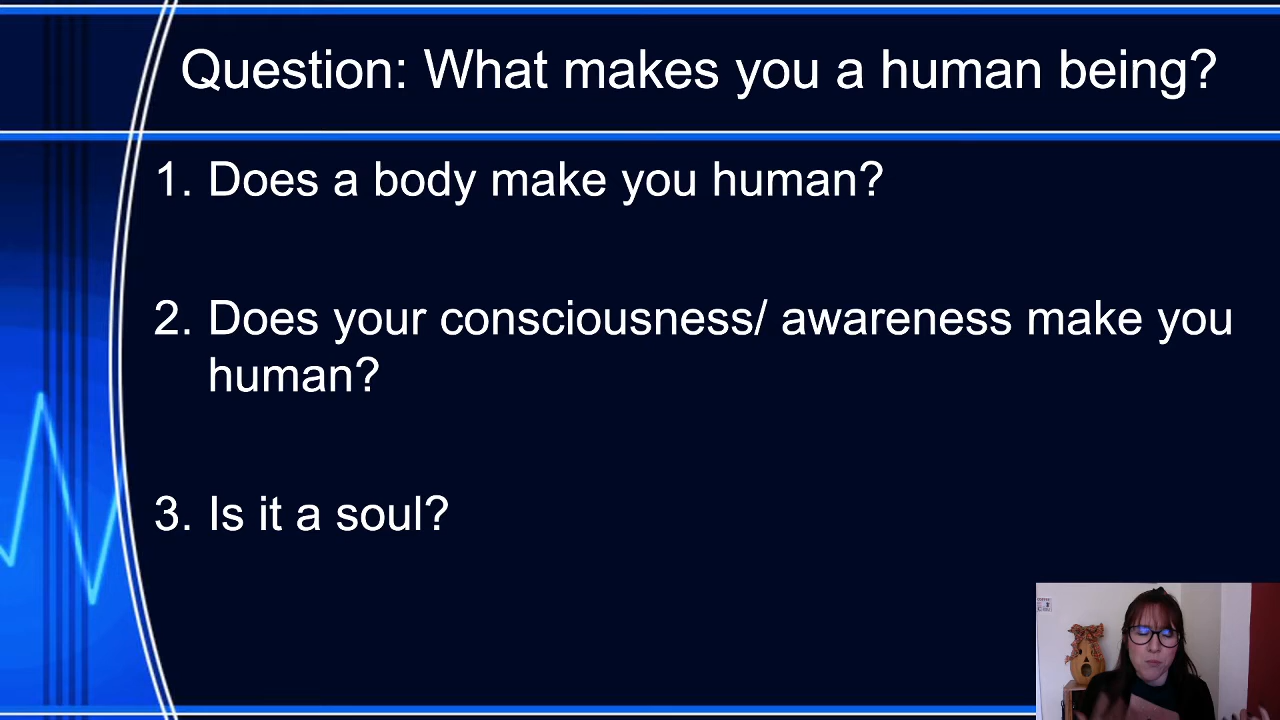 Question: What makes you a human being?
1. Does a body make you human?
2. Does your consciousness/ awareness make you
human?
3. Is it a soul?